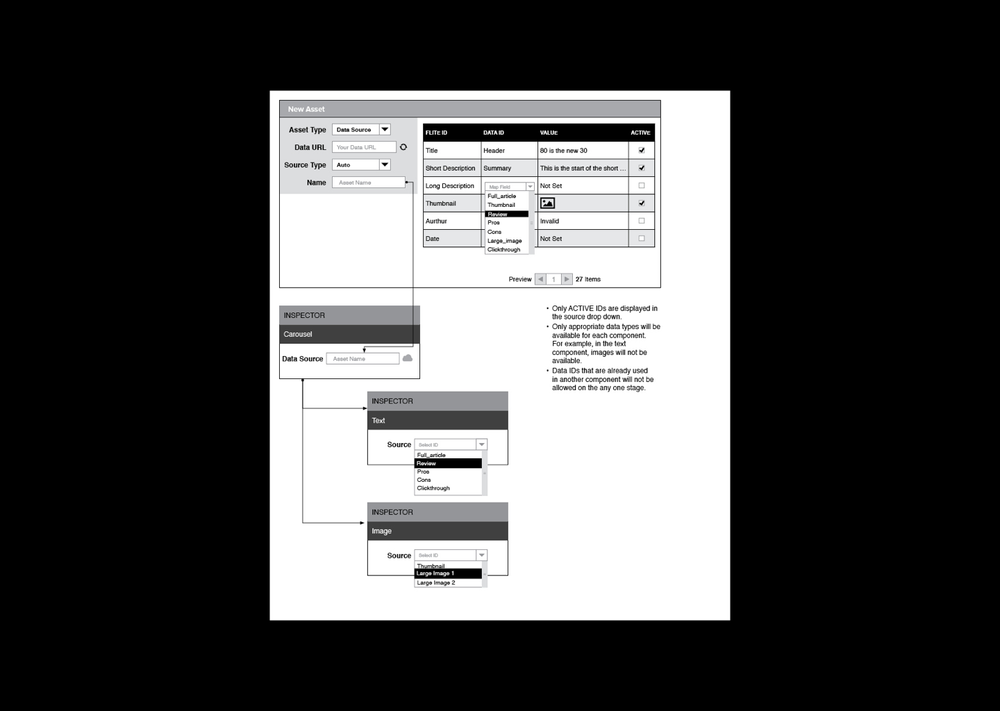 New Asset
Asset Type Data Source
Data URL Your Data URL
Source Type Auto
Name Asset Name
FLITE ID DATA ID VALUE ACTIVE
Title Header 80 is the new 30
Short Description Summary This is the start of the short ...
Long Description Map Field Not Set
Full_article
Thumbnail
Thumbnail
Review
Aurthur Pros Invalid
Cons
Date Large_image Not Set
Clickthrough
Preview 1 27 Items
INSPECTOR
Carousel
Data Source Asset Name
• Only ACTIVE IDs are displayed in
the source drop down.
• Only appropriate data types will be
available for each component.
For example, in the text
component, images will not be
available.
• Data IDs that are already used
in another component will not be
allowed on the any one stage.
INSPECTOR
Text
Source Select ID
Full_article
Review
Pros
Cons
Clickthrough
INSPECTOR
Image
Source Select ID
Thumbnail
Large Image 1
Large Image 2